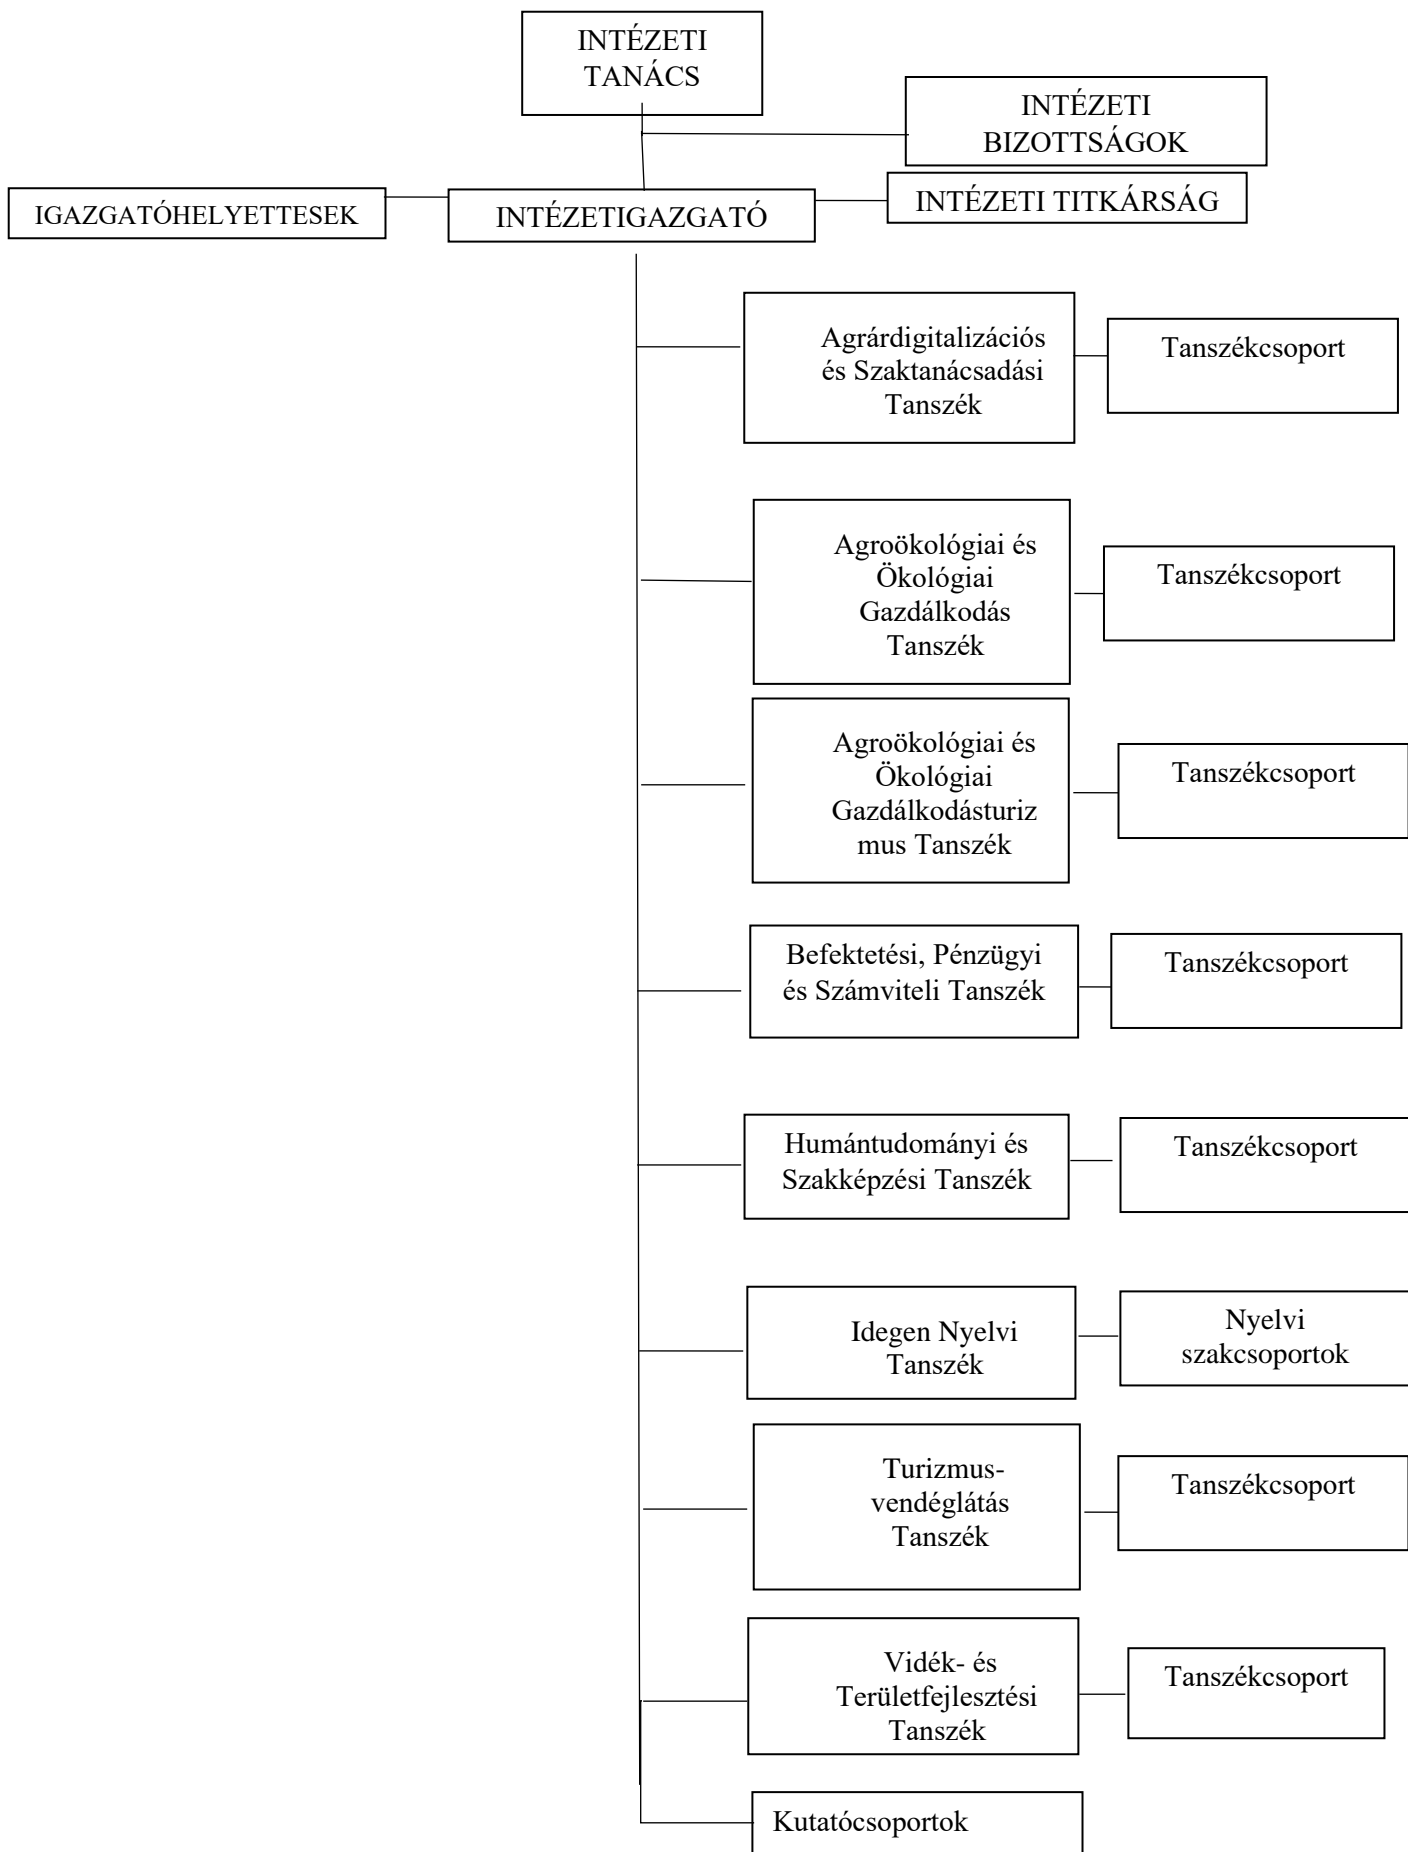 INTÉZETI
TANÁCS
INTÉZETI
BIZOTTSÁGOK
IGAZGATÓHELYETTESEK
INTÉZETIGAZGATÓ
INTÉZETI TITKÁRSÁG
Agrárdigitalizációs
és Szaktanácsadási
Tanszék
Tanszékcsoport
Agroökológiai és
Ökológiai
Gazdálkodás
Tanszék
Tanszékcsoport
Agroökológiai és
Ökológiai
Gazdálkodásturiz
mus Tanszék
Tanszékcsoport
Befektetési, Pénzügyi
és Számviteli Tanszék
Tanszékcsoport
Humántudományi és
Szakképzési Tanszék
Tanszékcsoport
Idegen Nyelvi
Tanszék
Nyelvi
szakcsoportok
Turizmus-
vendéglátás
Tanszék
Tanszékcsoport
Vidék- és
Területfejlesztési
Tanszék
Tanszékcsoport
Kutatócsoportok